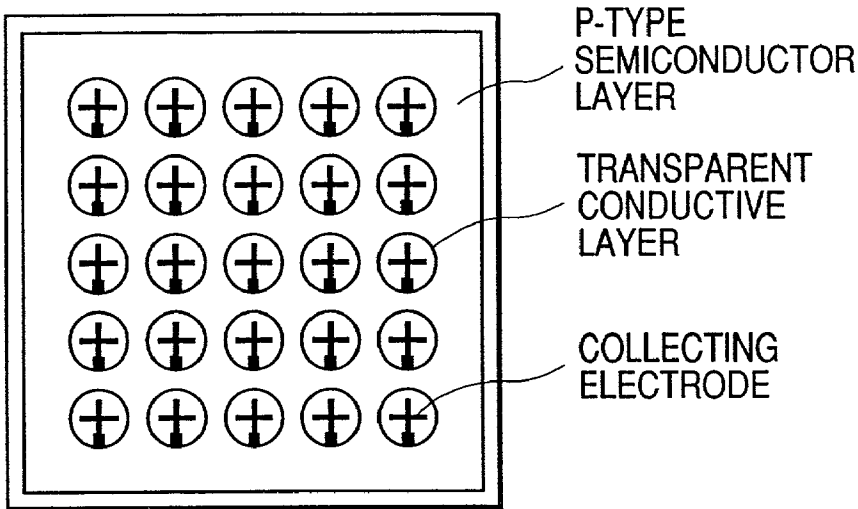 P-TYPE
SEMICONDUCTOR
LAYER
TRANSPARENT
CONDUCTIVE
LAYER
COLLECTING
ELECTRODE